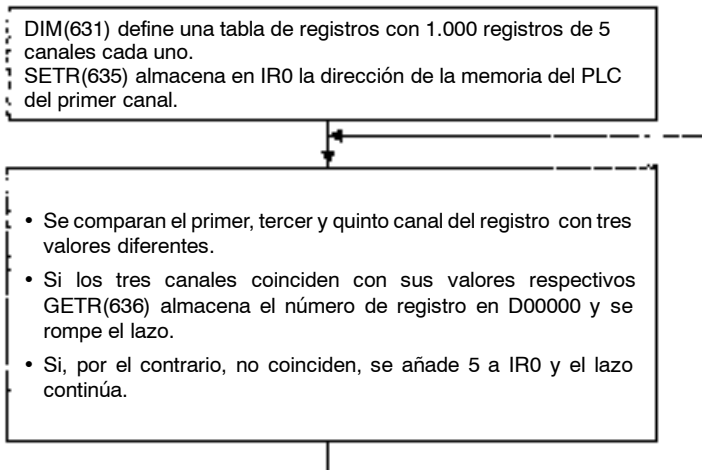 DIM(631) define una tabla de registros con 1.000 registros de 5
canales cada uno.
SETR(635) almacena en IR0 la dirección de la memoria del PLC
del primer canal.
• Se comparan el primer, tercer y quinto canal del registro con tres
valores diferentes.
• Si los tres canales coinciden con sus valores respectivos
GETR(636) almacena el número de registro en D00000 y se
rompe el lazo.
• Si, por el contrario, no coinciden, se añade 5 a IR0 y el lazo
continúa.